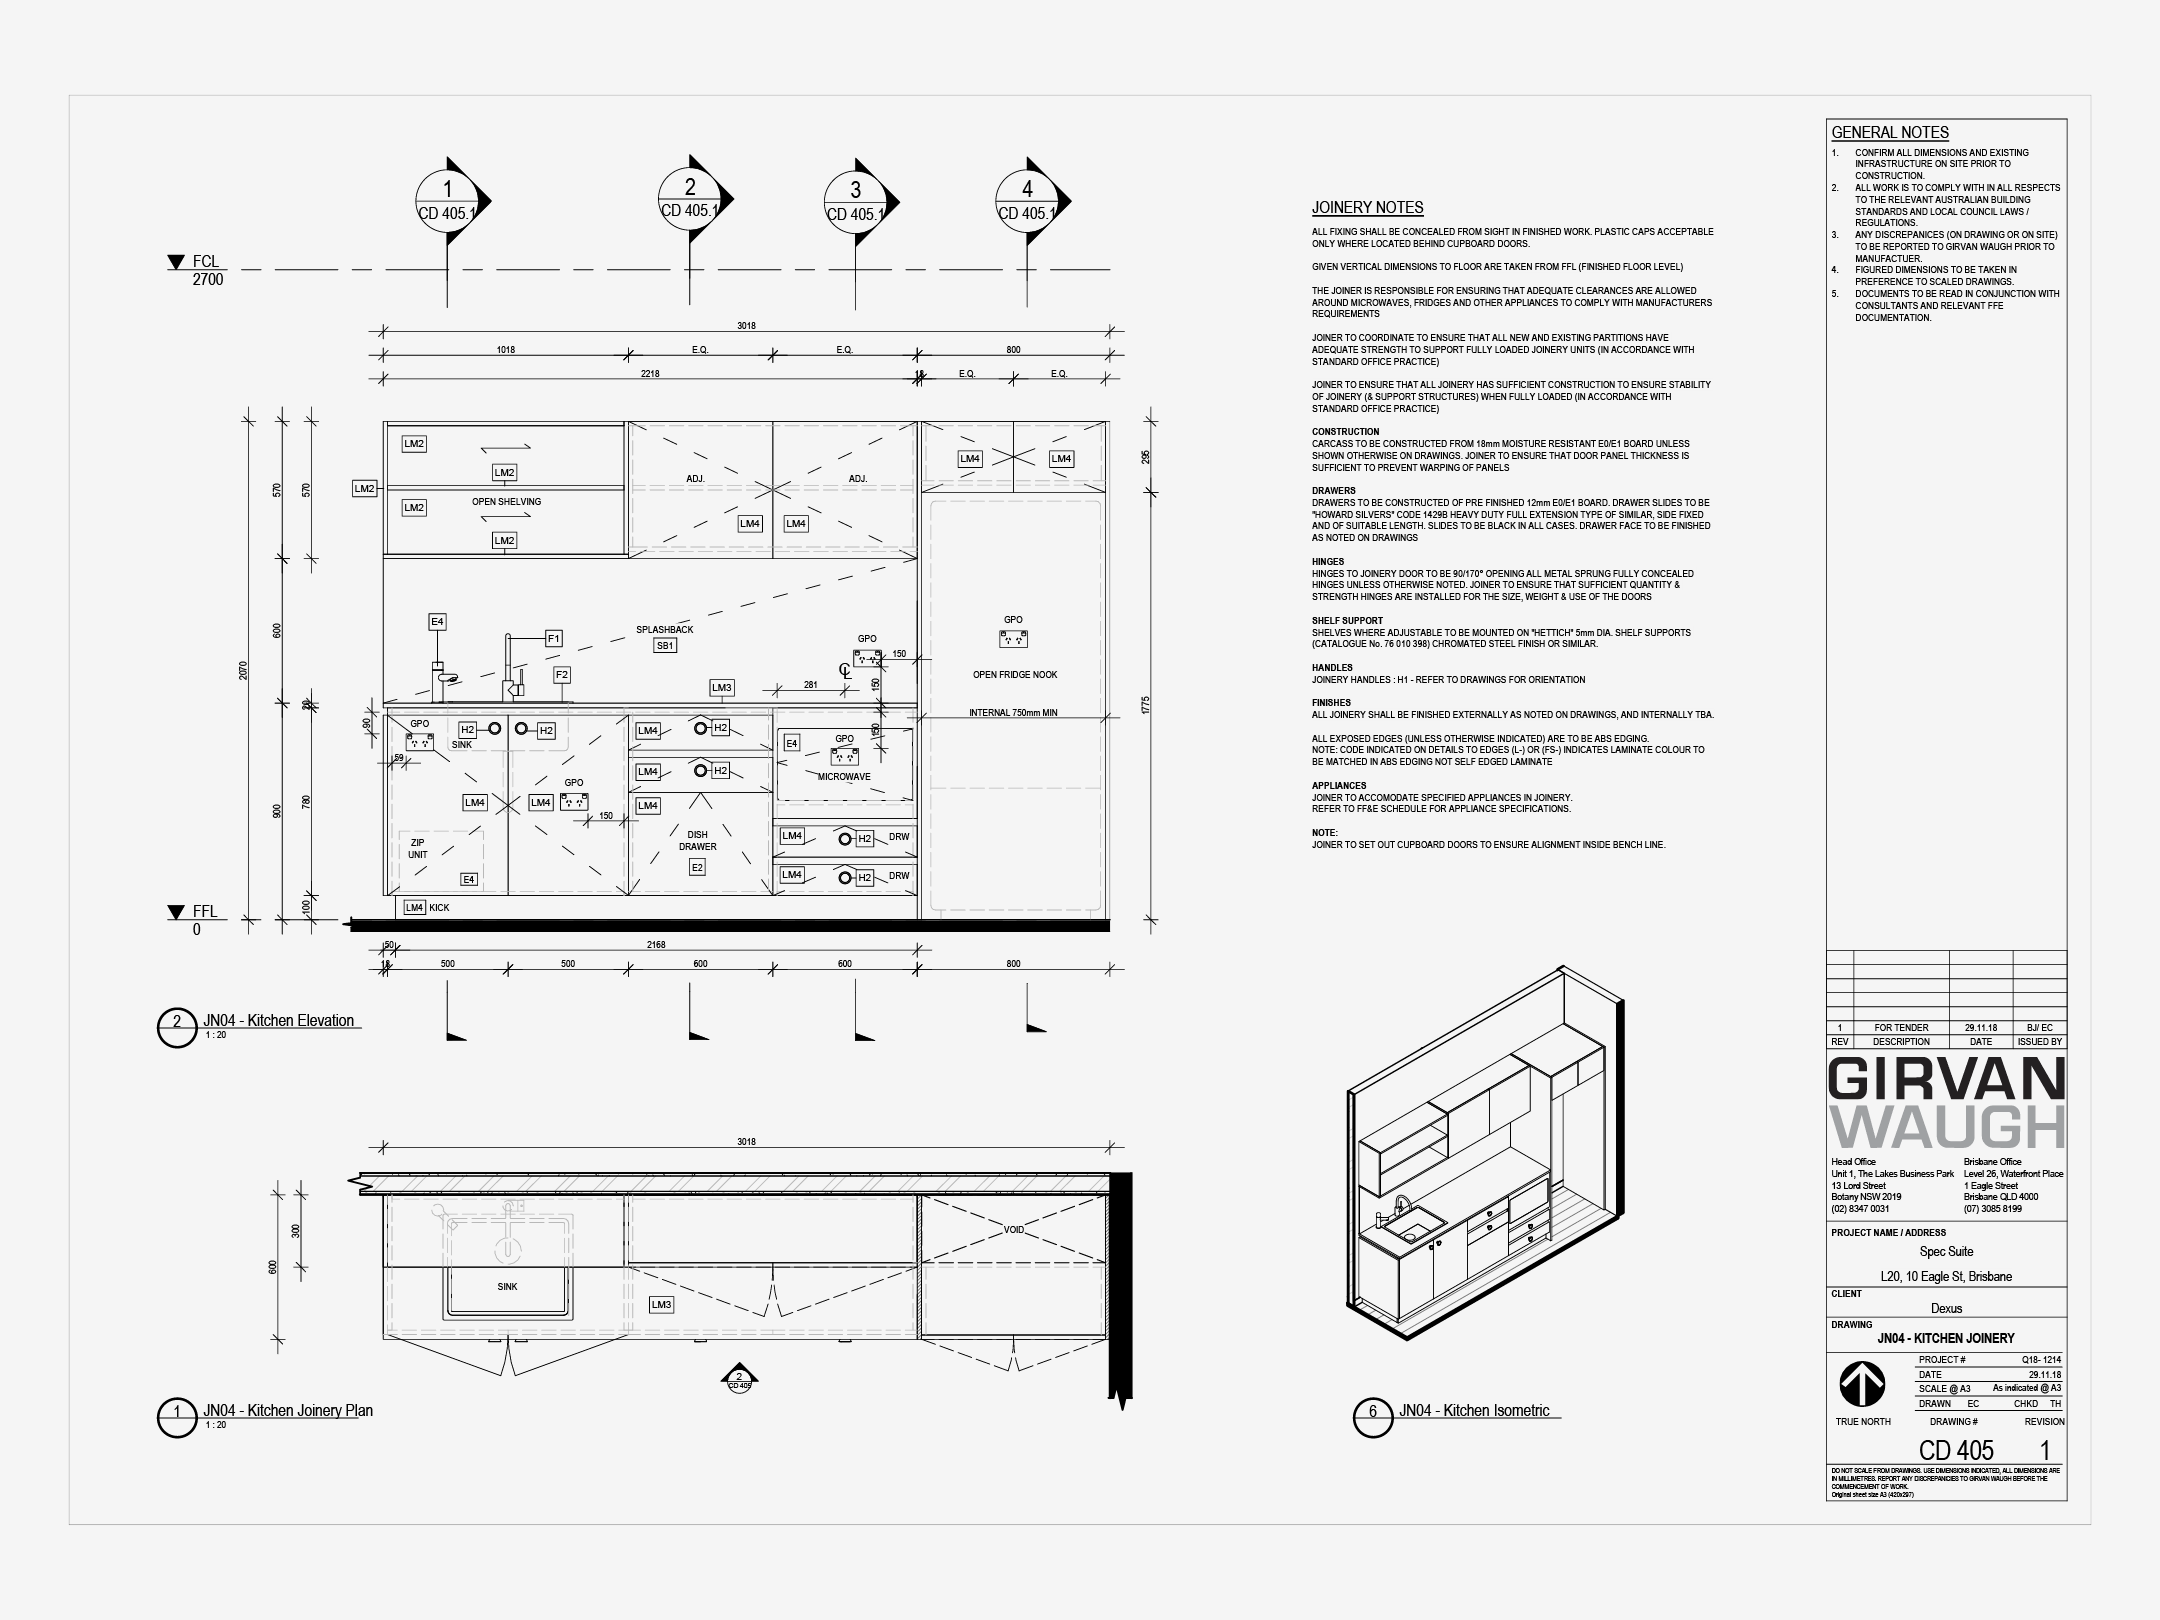 1
CD 405.1
2
CD 405.1
3
CD 405.1
4
CD 405.1
FCL
2700
3018
1018
E.Q.
E.Q.
800
2218
18
E.Q.
E.Q.
LM2
LM2
LM2
LM2
OPEN SHELVING
LM2
ADJ.
ADJ.
LM4
LM4
LM4
LM4
295
570
570
600
2070
20
900
780
100
90
59
E4
F1
F2
SPLASHBACK
SB1
LM3
GPO
150
CL
281
150
150
GPO
OPEN FRIDGE NOOK
INTERNAL 750mm MIN
1775
GPO
H2
SINK
H2
LM4
H2
LM4
H2
E4
GPO
MICROWAVE
LM4
LM4
GPO
150
LM4
DISH
DRAWER
E2
ZIP
UNIT
E4
LM4
H2
DRW
LM4
H2
DRW
LM4
KICK
FFL
0
50
2168
18
500
500
600
600
800
2
JN04 - Kitchen Elevation
1 : 20
3018
600
300
SINK
LM3
VOID
2
CD 405
1
JN04 - Kitchen Joinery Plan
1 : 20
JOINERY NOTES
ALL FIXING SHALL BE CONCEALED FROM SIGHT IN FINISHED WORK. PLASTIC CAPS ACCEPTABLE
ONLY WHERE LOCATED BEHIND CUPBOARD DOORS.
GIVEN VERTICAL DIMENSIONS TO FLOOR ARE TAKEN FROM FFL (FINISHED FLOOR LEVEL)
THE JOINER IS RESPONSIBLE FOR ENSURING THAT ADEQUATE CLEARANCES ARE ALLOWED
AROUND MICROWAVES, FRIDGES AND OTHER APPLIANCES TO COMPLY WITH MANUFACTURERS
REQUIREMENTS
JOINER TO COORDINATE TO ENSURE THAT ALL NEW AND EXISTING PARTITIONS HAVE
ADEQUATE STRENGTH TO SUPPORT FULLY LOADED JOINERY UNITS (IN ACCORDANCE WITH
STANDARD OFFICE PRACTICE)
JOINER TO ENSURE THAT ALL JOINERY HAS SUFFICIENT CONSTRUCTION TO ENSURE STABILITY
OF JOINERY (& SUPPORT STRUCTURES) WHEN FULLY LOADED (IN ACCORDANCE WITH
STANDARD OFFICE PRACTICE)
CONSTRUCTION
CARCASS TO BE CONSTRUCTED FROM 18mm MOISTURE RESISTANT E0/E1 BOARD UNLESS
SHOWN OTHERWISE ON DRAWINGS. JOINER TO ENSURE THAT DOOR PANEL THICKNESS IS
SUFFICIENT TO PREVENT WARPING OF PANELS
DRAWERS
DRAWERS TO BE CONSTRUCTED OF PRE FINISHED 12mm E0/E1 BOARD. DRAWER SLIDES TO BE
"HOWARD SILVERS" CODE 1429B HEAVY DUTY FULL EXTENSION TYPE OF SIMILAR, SIDE FIXED
AND OF SUITABLE LENGTH. SLIDES TO BE BLACK IN ALL CASES. DRAWER FACE TO BE FINISHED
AS NOTED ON DRAWINGS
HINGES
HINGES TO JOINERY DOOR TO BE 90/170° OPENING ALL METAL SPRUNG FULLY CONCEALED
HINGES UNLESS OTHERWISE NOTED. JOINER TO ENSURE THAT SUFFICIENT QUANTITY &
STRENGTH HINGES ARE INSTALLED FOR THE SIZE, WEIGHT & USE OF THE DOORS
SHELF SUPPORT
SHELVES WHERE ADJUSTABLE TO BE MOUNTED ON "HETTICH" 5mm DIA. SHELF SUPPORTS
(CATALOGUE No. 76 010 398) CHROMATED STEEL FINISH OR SIMILAR.
HANDLES
JOINERY HANDLES : H1 - REFER TO DRAWINGS FOR ORIENTATION
FINISHES
ALL JOINERY SHALL BE FINISHED EXTERNALLY AS NOTED ON DRAWINGS, AND INTERNALLY TBA.
ALL EXPOSED EDGES (UNLESS OTHERWISE INDICATED) ARE TO BE ABS EDGING.
NOTE: CODE INDICATED ON DETAILS TO EDGES (L-) OR (FS-) INDICATES LAMINATE COLOUR TO
BE MATCHED IN ABS EDGING NOT SELF EDGED LAMINATE
APPLIANCES
JOINER TO ACCOMODATE SPECIFIED APPLIANCES IN JOINERY.
REFER TO FF&E SCHEDULE FOR APPLIANCE SPECIFICATIONS.
NOTE:
JOINER TO SET OUT CUPBOARD DOORS TO ENSURE ALIGNMENT INSIDE BENCH LINE.
6
JN04 - Kitchen Isometric
GENERAL NOTES
1. CONFIRM ALL DIMENSIONS AND EXISTING
INFRASTRUCTURE ON SITE PRIOR TO
CONSTRUCTION.
2. ALL WORK IS TO COMPLY WITH IN ALL RESPECTS
TO THE RELEVANT AUSTRALIAN BUILDING
STANDARDS AND LOCAL COUNCIL LAWS /
REGULATIONS.
3. ANY DISCREPANICES (ON DRAWING OR ON SITE)
TO BE REPORTED TO GIRVAN WAUGH PRIOR TO
MANUFACTUER.
4. FIGURED DIMENSIONS TO BE TAKEN IN
PREFERENCE TO SCALED DRAWINGS.
5. DOCUMENTS TO BE READ IN CONJUNCTION WITH
CONSULTANTS AND RELEVANT FFE
DOCUMENTATION.
1 FOR TENDER 29.11.18 BJ/ EC
REV DESCRIPTION DATE ISSUED BY
GIRVAN
WAUGH
Head Office Brisbane Office
Unit 1, The Lakes Business Park Level 26, Waterfront Place
13 Lord Street 1 Eagle Street
Botany NSW 2019 Brisbane QLD 4000
(02) 8347 0031 (07) 3085 8199
PROJECT NAME / ADDRESS
Spec Suite
L20, 10 Eagle St, Brisbane
CLIENT
Dexus
DRAWING
JN04 - KITCHEN JOINERY
PROJECT # Q18- 1214
DATE 29.11.18
SCALE @ A3 As indicated @ A3
DRAWN EC CHKD TH
TRUE NORTH DRAWING # REVISION
CD 405 1
DO NOT SCALE FROM DRAWINGS. USE DIMENSIONS INDICATED, ALL DIMENSIONS ARE
IN MILLIMETRES. REPORT ANY DISCREPANCIES TO GIRVAN WAUGH BEFORE THE
COMMENCEMENT OF WORK.
Original sheet size A3 (420x297)